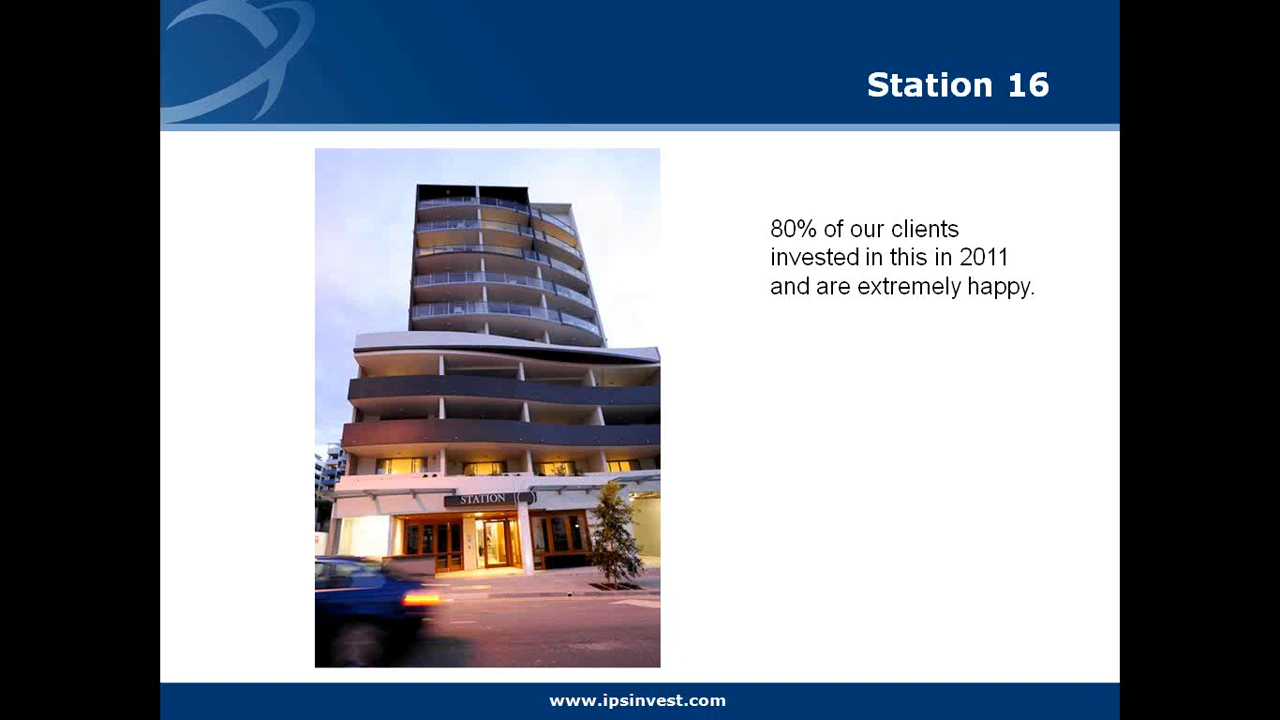 Station 16
80% of our clients
invested in this in 2011
and are extremely happy.
STATION
www.ipsinvest.com